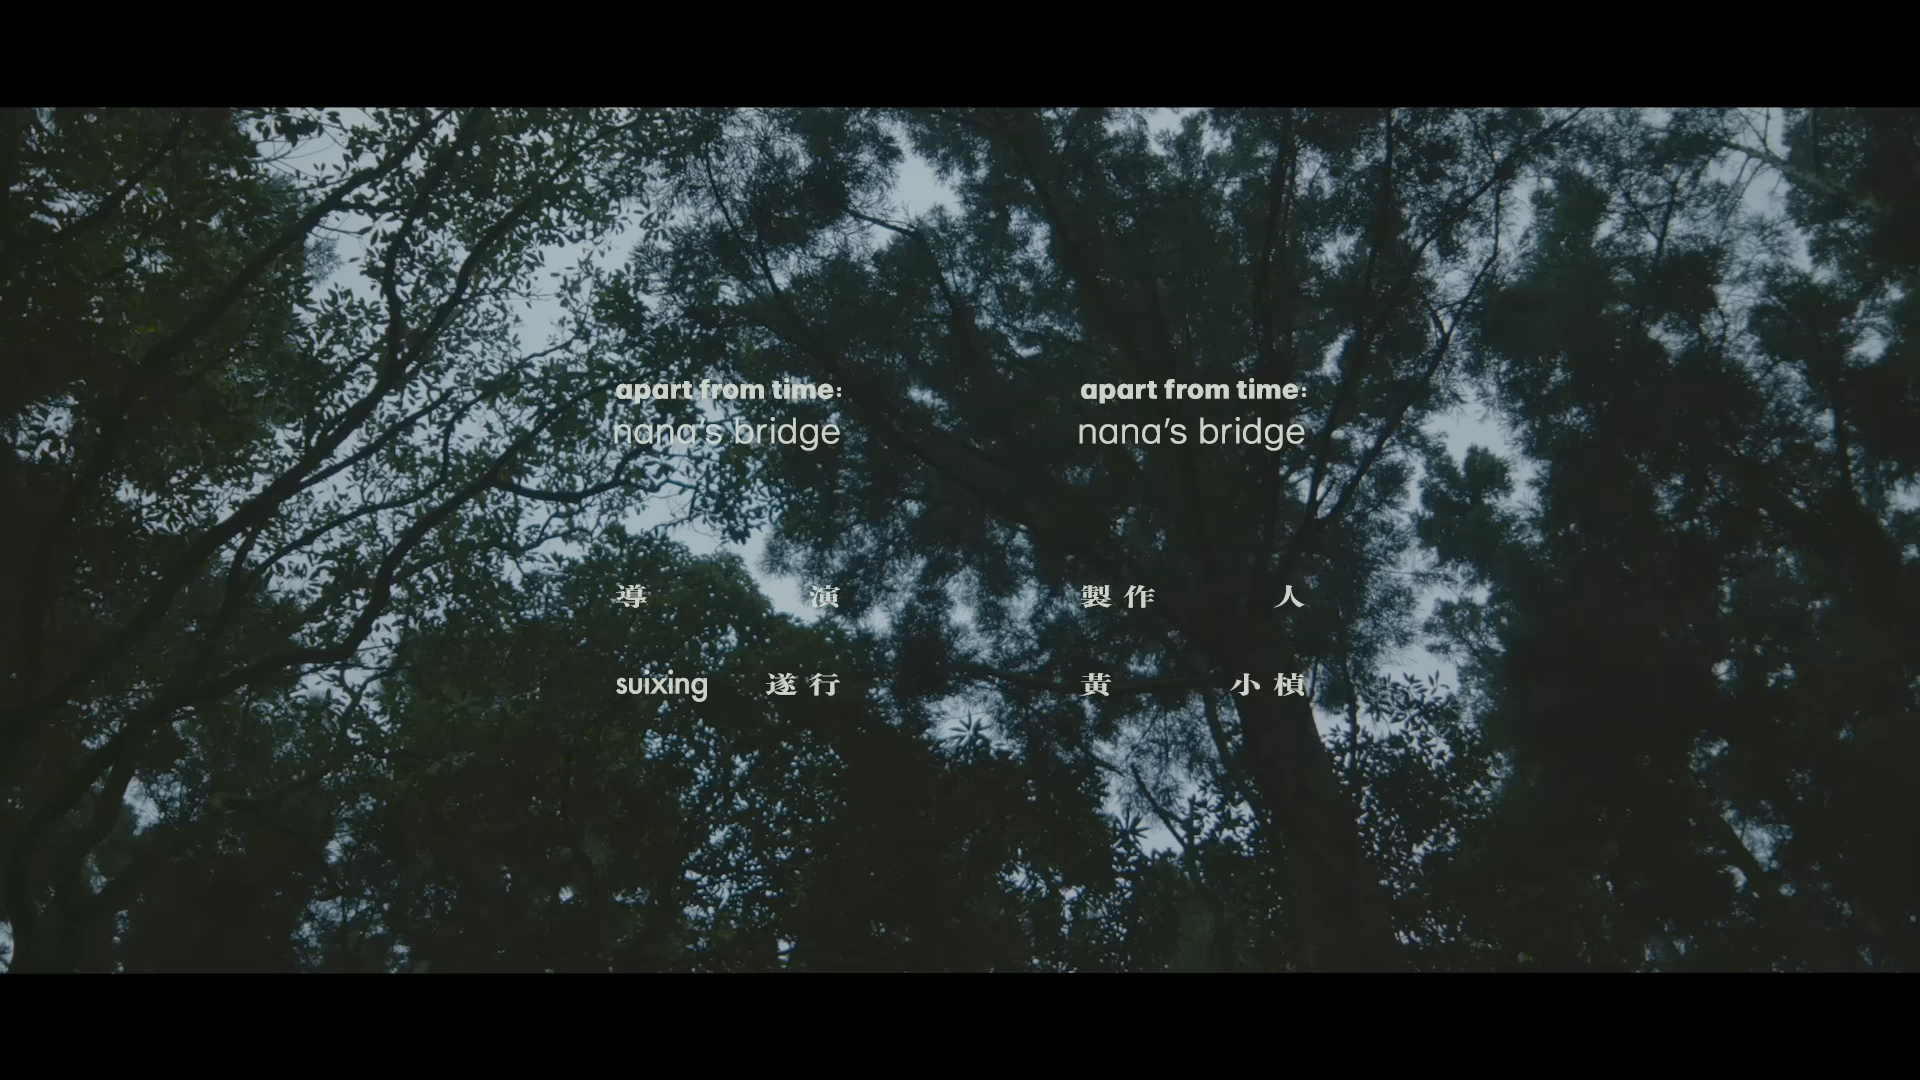 apart from time:
nana's bridge
導演
suixing 遂行
apart from time:
nana's bridge
製作人
黃小楨